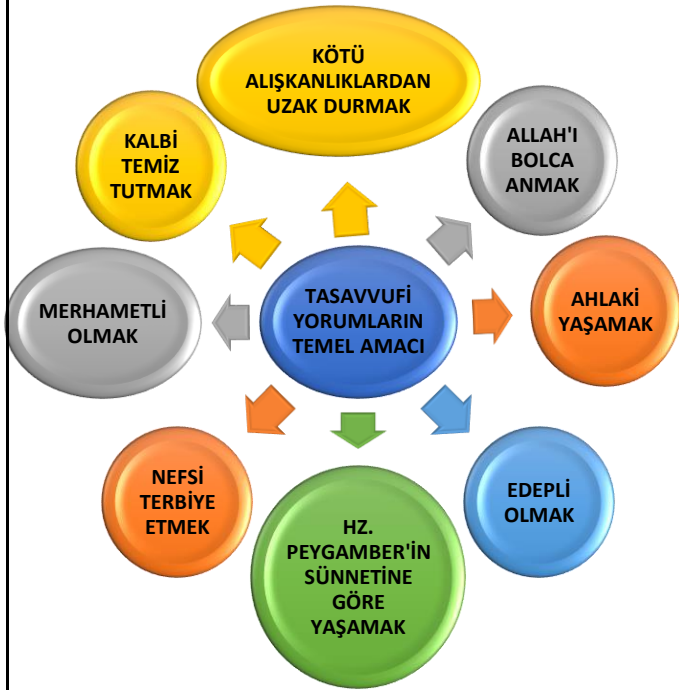 KÖTÜ
ALIŞKANLIKLARDAN
UZAK DURMAK
KALBİ
TEMİZ
TUTMAK
ALLAH'I
BOLCA
ANMAK
MERHAMETLİ
OLMAK
TASAVVUFİ
YORUMLARIN
TEMEL AMACI
AHLAKİ
YAŞAMAK
NEFSİ
TERBİYE
ETMEK
HZ.
PEYGAMBER'İN
SÜNNETİNE
GÖRE
YAŞAMAK
EDEPLİ
OLMAK